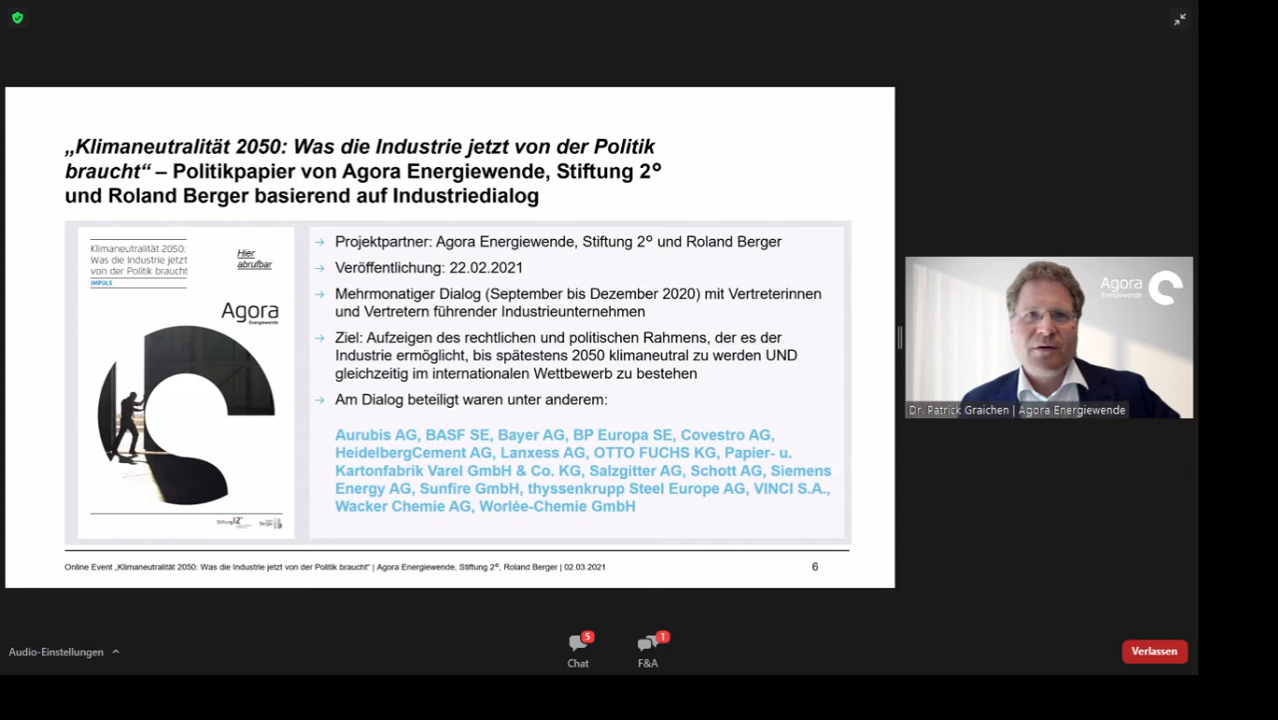 „Klimaneutralität 2050: Was die Industrie jetzt von der Politik
braucht“ – Politikpapier von Agora Energiewende, Stiftung 2°
und Roland Berger basierend auf Industriedialog
Klimaneutralität 2050:
Was die Industrie jetzt
von der Politik braucht
IMPULS
Hier
abrufbar
Agora
Energiewende
Stiftung 2°
Berger
→ Projektpartner: Agora Energiewende, Stiftung 2° und Roland Berger
→ Veröffentlichung: 22.02.2021
→ Mehrmonatiger Dialog (September bis Dezember 2020) mit Vertreterinnen
und Vertretern führender Industrieunternehmen
→ Ziel: Aufzeigen des rechtlichen und politischen Rahmens, der es der
Industrie ermöglicht, bis spätestens 2050 klimaneutral zu werden UND
gleichzeitig im internationalen Wettbewerb zu bestehen
→ Am Dialog beteiligt waren unter anderem:
Aurubis AG, BASF SE, Bayer AG, BP Europa SE, Covestro AG,
HeidelbergCement AG, Lanxess AG, OTTO FUCHS KG, Papier- u.
Kartonfabrik Varel GmbH & Co. KG, Salzgitter AG, Schott AG, Siemens
Energy AG, Sunfire GmbH, thyssenkrupp Steel Europe AG, VINCI S.A.,
Wacker Chemie AG, Worlée-Chemie GmbH
Online Event „Klimaneutralität 2050: Was die Industrie jetzt von der Politik braucht“ | Agora Energiewende, Stiftung 2°, Roland Berger | 02.03.2021
6
Agora
Energiewende
Dr. Patrick Graichen | Agora Energiewende
Audio-Einstellungen
5
Chat
1
F&A
Verlassen